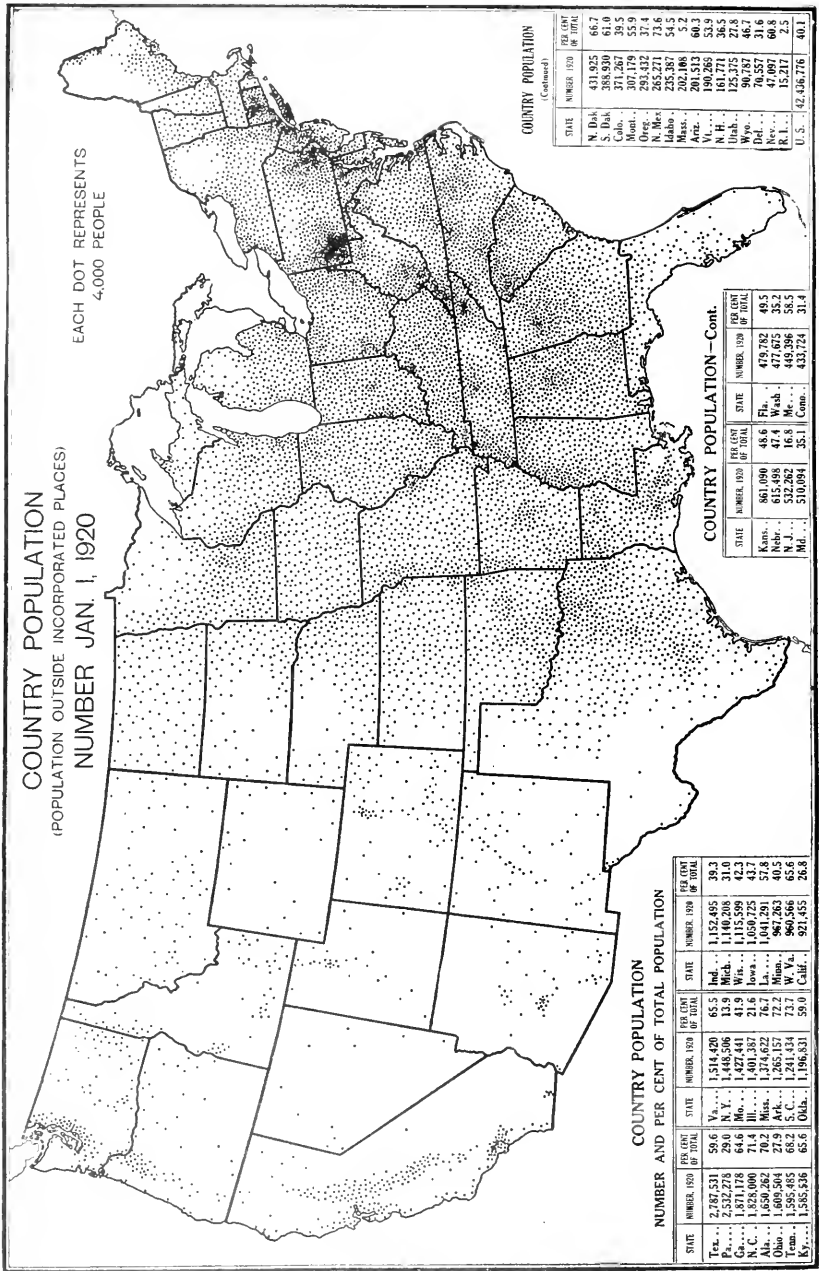 COUNTRY POPULATION
(POPULATION OUTSIDE INCORPORATED PLACES)
NUMBER JAN. 1, 1920
EACH DOT REPRESENTS
4,000 PEOPLE
COUNTRY POPULATION
NUMBER AND PER CENT OF TOTAL POPULATION
STATE NUMBER, 1920 PER CENT OF TOTAL STATE NUMBER, 1920 PER CENT OF TOTAL STATE NUMBER, 1920 PER CENT OF TOTAL
Tex... 2,787,531 59.6 Va.... 1,514,420 65.5 Ind... 1,152,495 39.3
Pa.... 2,532,278 29.0 N. Y... 1,448,506 13.9 Mich.. 1,140,208 31.0
Ga.... 1,871,178 64.6 Mo.... 1,427,441 41.9 Wis... 1,115,599 42.3
N. C.. 1,828,000 71.4 Ill.... 1,401,387 21.6 Iowa.. 1,050,725 43.7
Ala... 1,650,262 70.2 Miss.. 1,374,622 76.7 La.... 1,041,291 57.8
Ohio.. 1,609,504 27.9 Ark... 1,265,157 72.2 Minn.. 967,263 40.5
Tenn.. 1,595,485 68.2 S. C... 1,241,434 73.7 W. Va. 960,566 65.6
Ky.... 1,585,536 65.6 Okla.. 1,196,831 59.0 Calif. 921,455 26.8
COUNTRY POPULATION—Cont.
STATE NUMBER, 1920 PER CENT OF TOTAL STATE NUMBER, 1920 PER CENT OF TOTAL
Kans.. 861,090 48.6 Fla... 479,782 49.5
Nebr.. 615,498 47.4 Wash. 477,675 35.2
N. J... 532,262 16.8 Me... 449,396 58.5
Md.... 510,094 35.1 Conn.. 433,724 31.4
COUNTRY POPULATION
(Continued)
STATE NUMBER 1920 PER CENT OF TOTAL
N. Dak 431,925 66.7
S. Dak 388,930 61.0
Colo.. 371,267 39.5
Mont.. 307,179 55.9
Oreg.. 293,432 37.4
N. Mex 265,271 73.6
Idaho.. 235,387 54.5
Mass.. 202,108 5.2
Ariz.. 201,513 60.3
Vt.... 190,269 53.9
N. H.. 161,771 36.5
Utah.. 125,375 27.8
Wyo.. 90,787 46.7
Del... 70,557 31.6
Nev... 47,097 60.8
R. I.. 15,217 2.5
U. S. 42,436,776 40.1